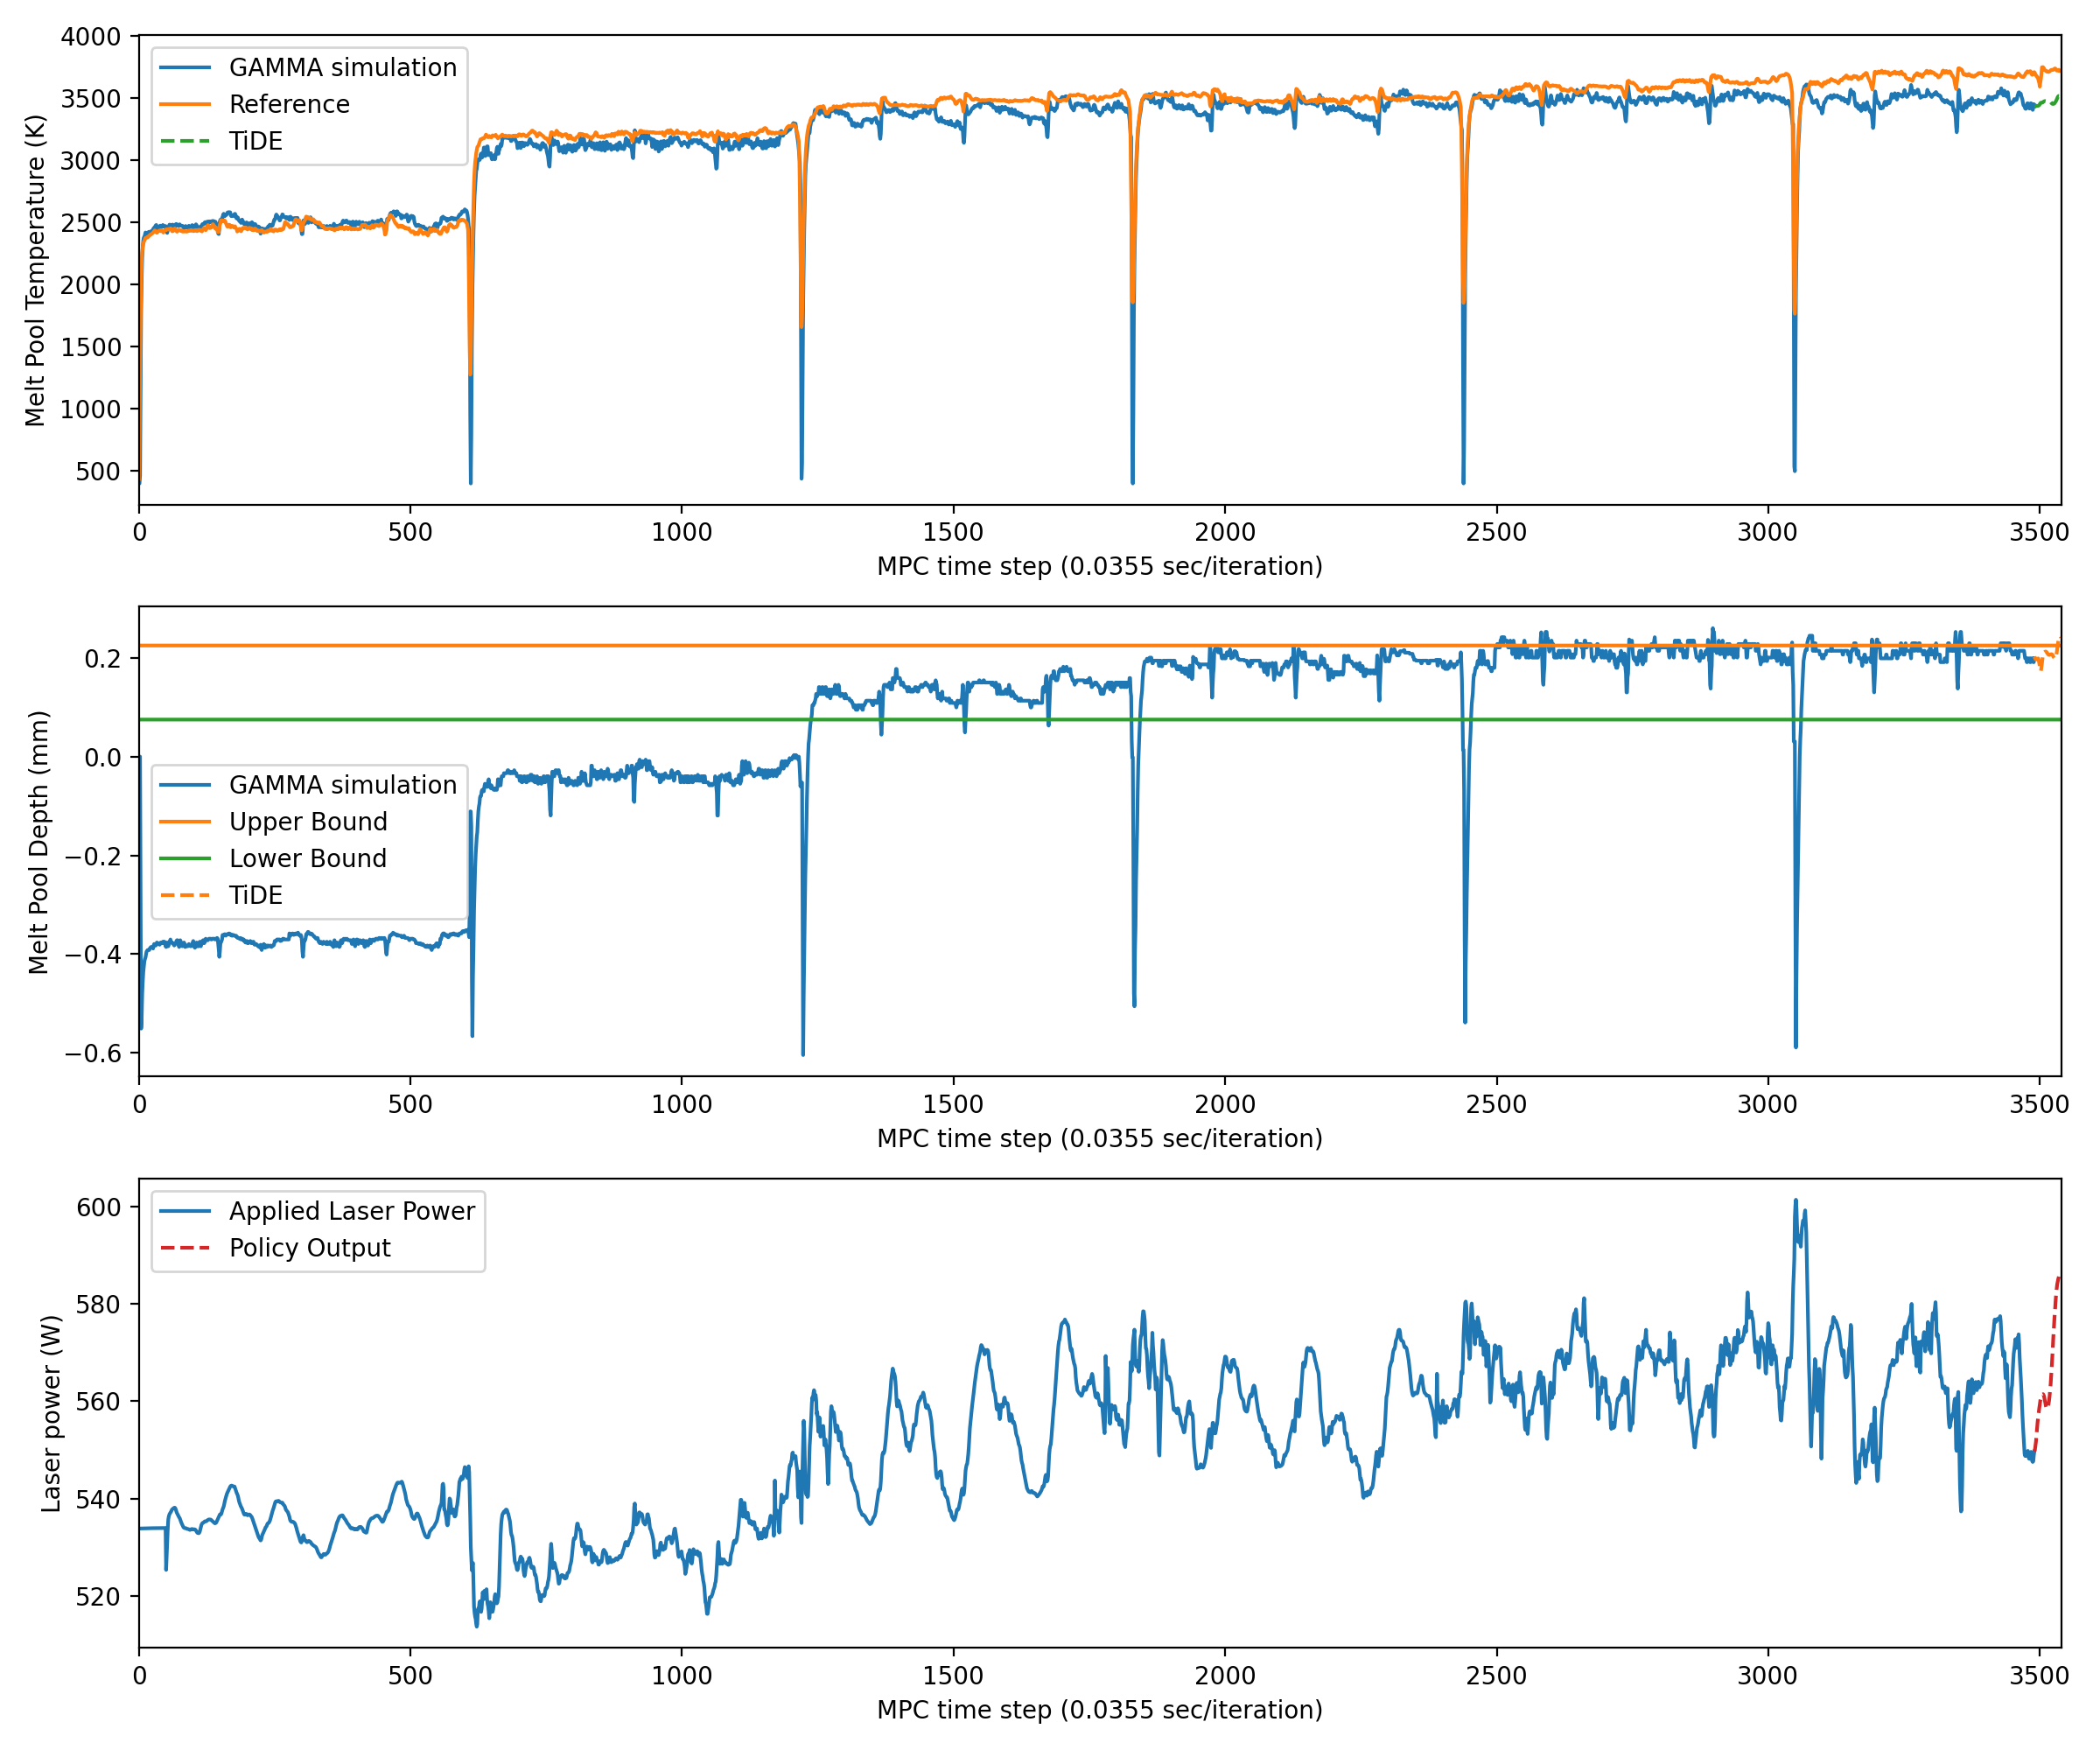 4000
3500
3000
2500
2000
1500
1000
500
Melt Pool Temperature (K)
GAMMA simulation
Reference
TiDE
0 500 1000 1500 2000 2500 3000 3500
MPC time step (0.0355 sec/iteration)
0.2
0.0
−0.2
−0.4
−0.6
Melt Pool Depth (mm)
GAMMA simulation
Upper Bound
Lower Bound
TiDE
0 500 1000 1500 2000 2500 3000 3500
MPC time step (0.0355 sec/iteration)
600
580
560
540
520
Laser power (W)
Applied Laser Power
Policy Output
0 500 1000 1500 2000 2500 3000 3500
MPC time step (0.0355 sec/iteration)